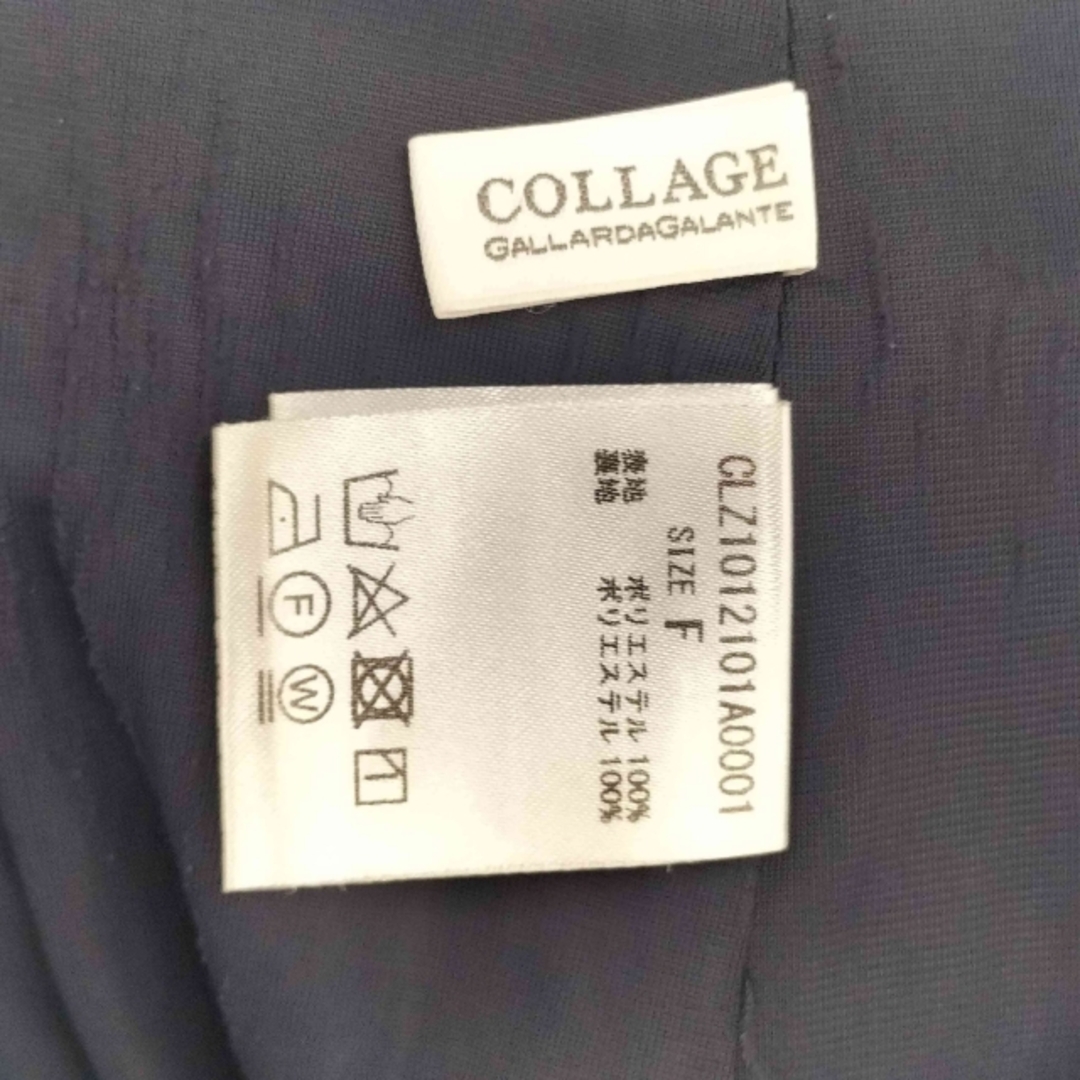 COLLAGE
GALLARDAGALANTE
CLZ1012101A0001
SIZE F
表地 ポリエステル 100%
裏地 ポリエステル 100%
F
W